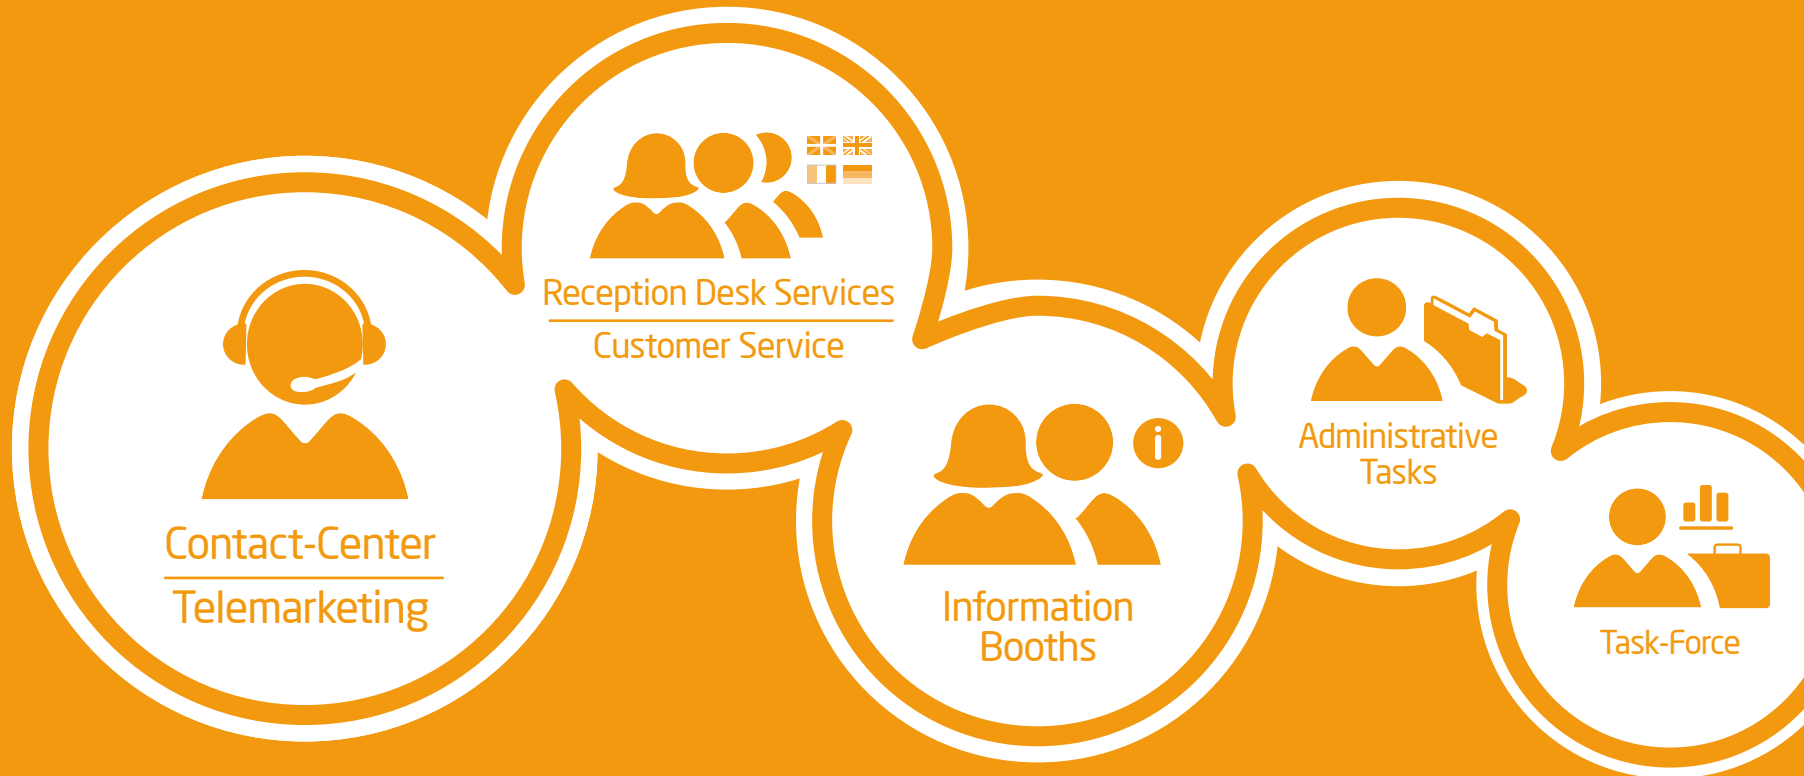 Contact-Center
Telemarketing
Reception Desk Services
Customer Service
i
Information
Booths
Administrative
Tasks
Task-Force